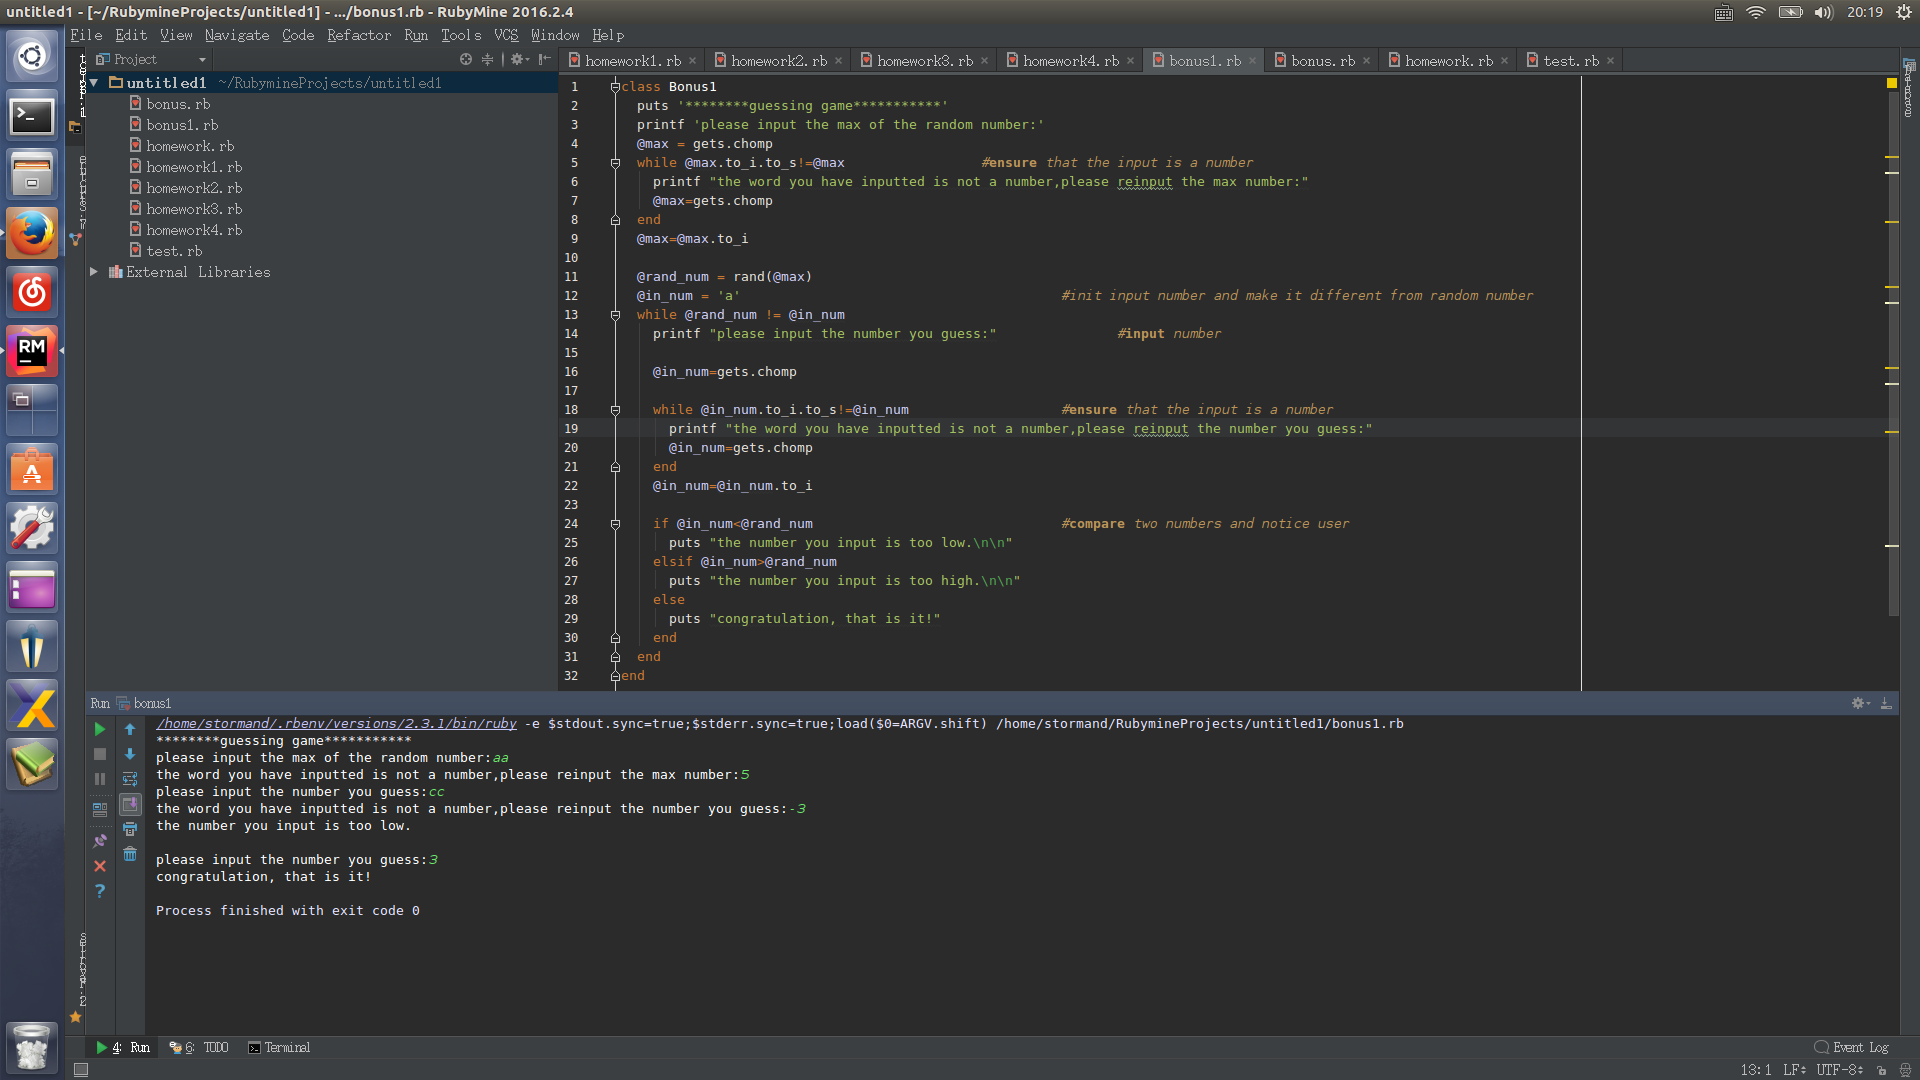 untitled1 - [~/RubymineProjects/untitled1] - .../bonus1.rb - RubyMine 2016.2.4
20:19
File Edit View Navigate Code Refactor Run Tools VCS Window Help
Project
homework1.rb homework2.rb homework3.rb homework4.rb bonus1.rb bonus.rb homework.rb test.rb
untitled1 ~/RubymineProjects/untitled1
bonus.rb
bonus1.rb
homework.rb
homework1.rb
homework2.rb
homework3.rb
homework4.rb
test.rb
External Libraries
1 class Bonus1
2 puts '********guessing game***********'
3 printf 'please input the max of the random number:'
4 @max = gets.chomp
5 while @max.to_i.to_s!=@max #ensure that the input is a number
6 printf "the word you have inputted is not a number,please reinput the max number:"
7 @max=gets.chomp
8 end
9 @max=@max.to_i
10
11 @rand_num = rand(@max)
12 @in_num = 'a' #init input number and make it different from random number
13 while @rand_num != @in_num
14 printf "please input the number you guess:" #input number
15
16 @in_num=gets.chomp
17
18 while @in_num.to_i.to_s!=@in_num #ensure that the input is a number
19 printf "the word you have inputted is not a number,please reinput the number you guess:"
20 @in_num=gets.chomp
21 end
22 @in_num=@in_num.to_i
23
24 if @in_num<@rand_num #compare two numbers and notice user
25 puts "the number you input is too low.\n\n"
26 elsif @in_num>@rand_num
27 puts "the number you input is too high.\n\n"
28 else
29 puts "congratulation, that is it!"
30 end
31 end
32 end
Run bonus1
/home/stormand/.rbenv/versions/2.3.1/bin/ruby -e $stdout.sync=true;$stderr.sync=true;load($0=ARGV.shift) /home/stormand/RubymineProjects/untitled1/bonus1.rb
********guessing game***********
please input the max of the random number:aa
the word you have inputted is not a number,please reinput the max number:5
please input the number you guess:cc
the word you have inputted is not a number,please reinput the number you guess:-3
the number you input is too low.
please input the number you guess:3
congratulation, that is it!
Process finished with exit code 0
4: Run 6: TODO Terminal
Event Log
13:1 LF UTF-8
RM